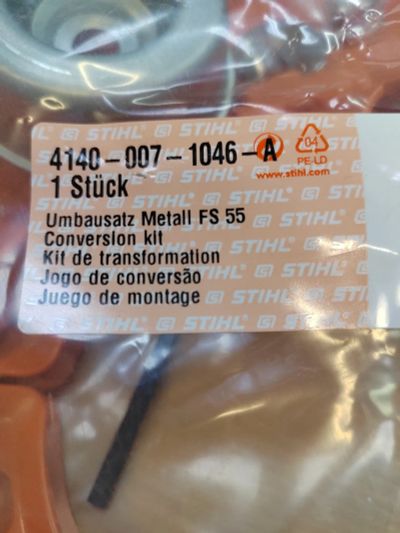 4140-007-1046-A
1 Stück
04
PE-LD
www.stihl.com
Umbausatz Metall FS 55
Conversion kit
Kit de transformation
Jogo de conversão
Juego de montage
STIHL